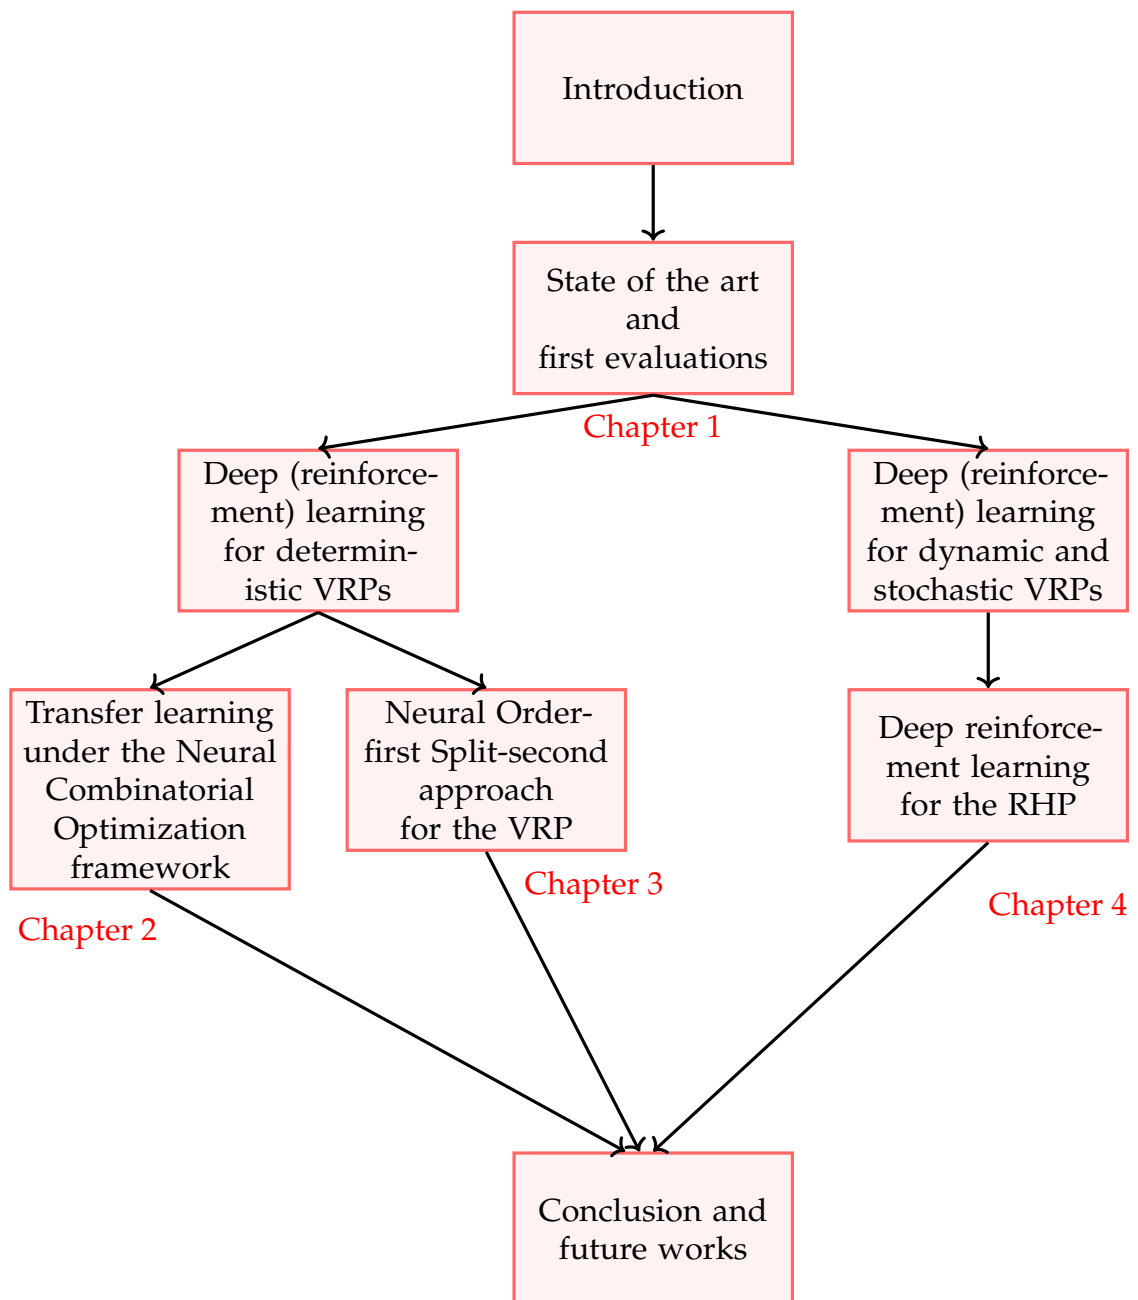 Introduction
State of the art
and
first evaluations
Chapter 1
Deep (reinforce-
ment) learning
for determin-
istic VRPs
Deep (reinforce-
ment) learning
for dynamic and
stochastic VRPs
Transfer learning
under the Neural
Combinatorial
Optimization
framework
Chapter 2
Neural Order-
first Split-second
approach
for the VRP
Chapter 3
Deep reinforce-
ment learning
for the RHP
Chapter 4
Conclusion and
future works